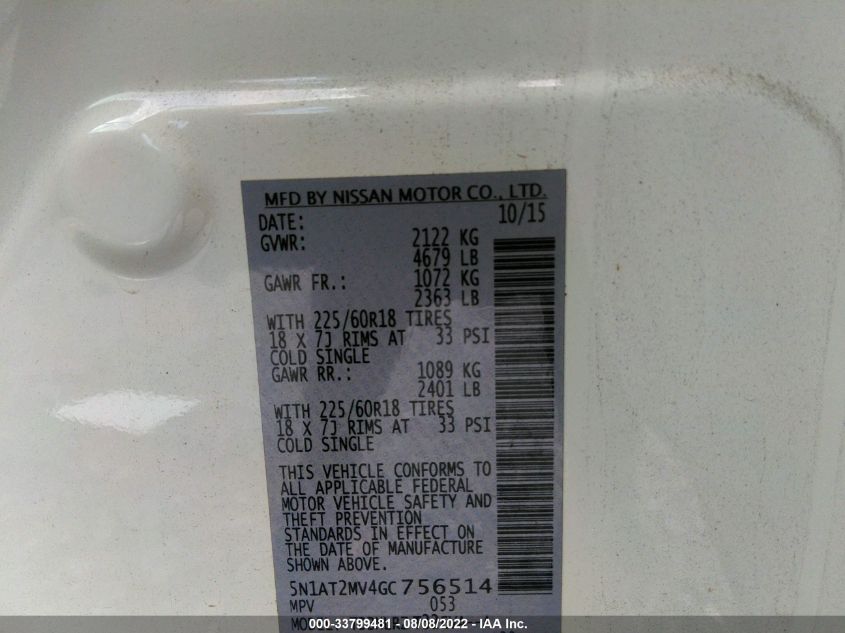 MFD BY NISSAN MOTOR CO., LTD.
DATE: 10/15
GVWR: 2122 KG
4679 LB
GAWR FR.: 1072 KG
2363 LB
WITH 225/60R18 TIRES
18 X 7J RIMS AT 33 PSI
COLD SINGLE
GAWR RR.: 1089 KG
2401 LB
WITH 225/60R18 TIRES
18 X 7J RIMS AT 33 PSI
COLD SINGLE
THIS VEHICLE CONFORMS TO
ALL APPLICABLE FEDERAL
MOTOR VEHICLE SAFETY AND
THEFT PREVENTION
STANDARDS IN EFFECT ON
THE DATE OF MANUFACTURE
SHOWN ABOVE.
5N1AT2MV4GC756514
MPV 053
000-33799481 - 08/08/2022 - IAA Inc.